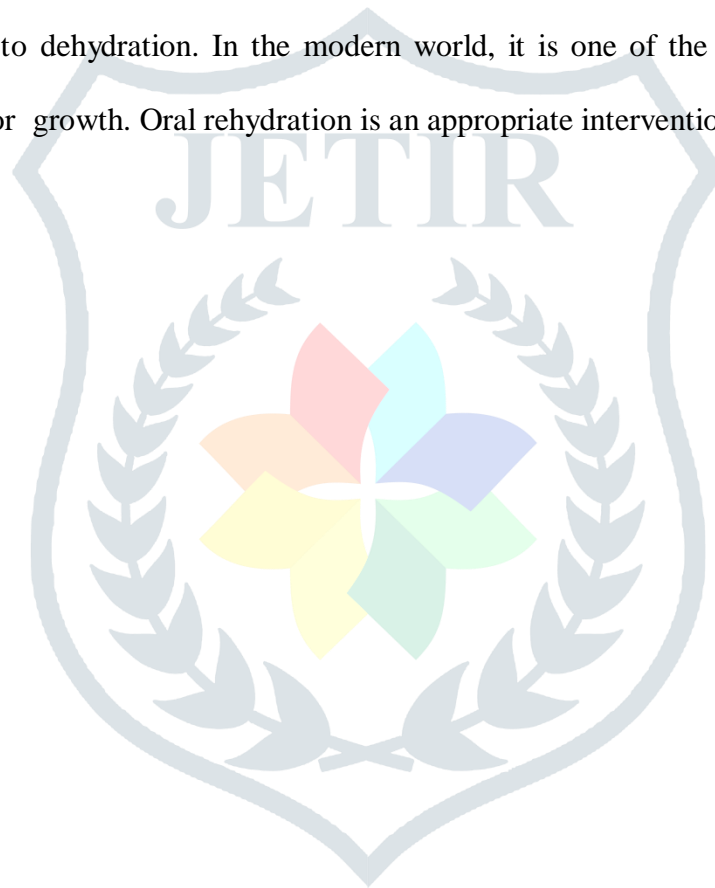 to dehydration. In the modern world, it is one of the
or growth. Oral rehydration is an appropriate
JETIR